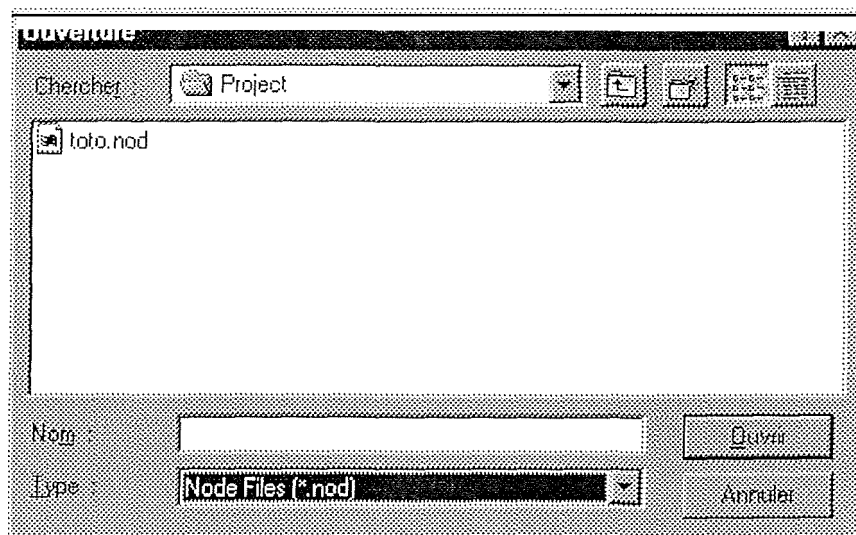 Ouverture
Chercher : Project
toto.nod
Nom :
Ouvrir
Type : Node Files (*.nod)
Annuler